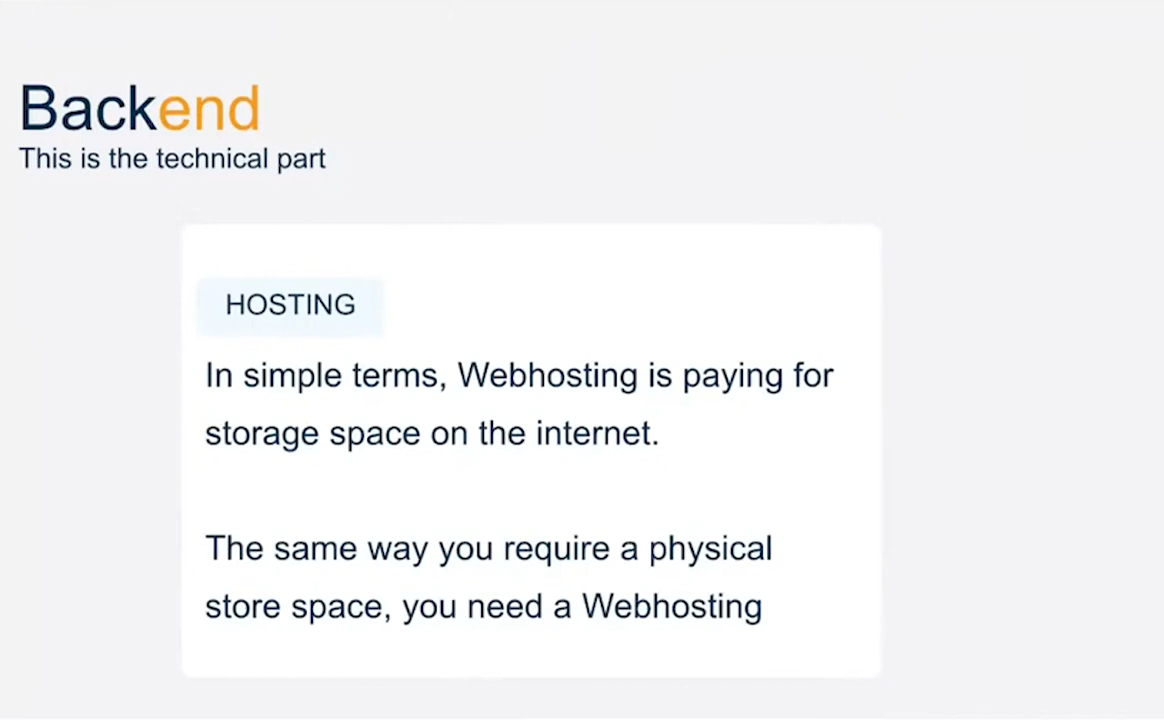 Backend
This is the technical part
HOSTING
In simple terms, Webhosting is paying for
storage space on the internet.
The same way you require a physical
store space, you need a Webhosting